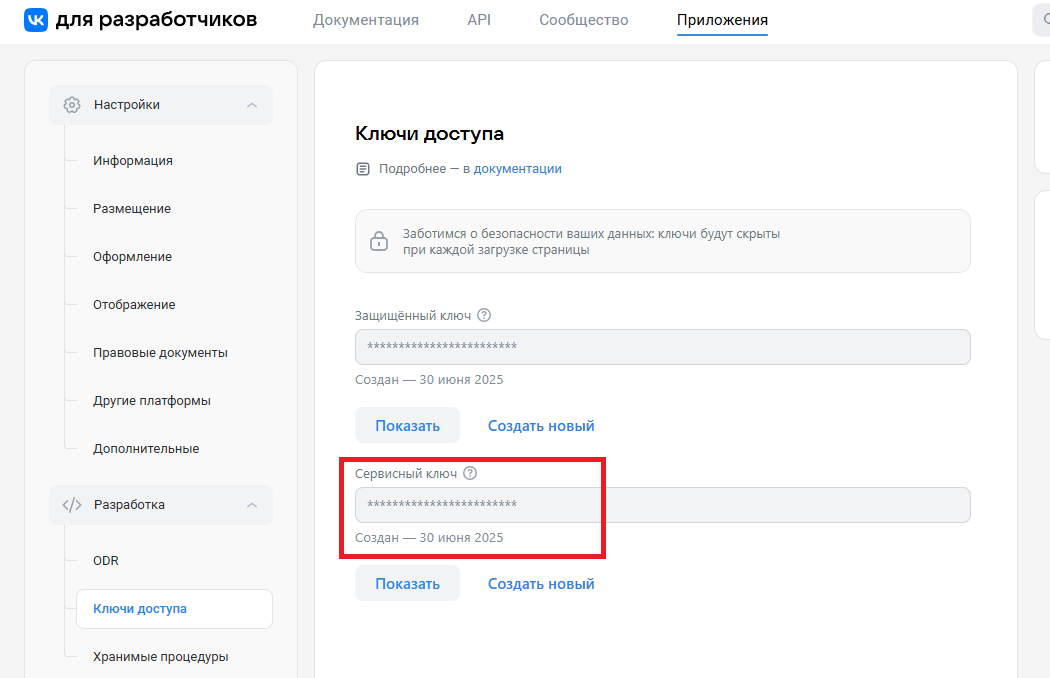 VK для разработчиков
Документация
API
Сообщество
Приложения
Настройки
Информация
Размещение
Оформление
Отображение
Правовые документы
Другие платформы
Дополнительные
Разработка
ODR
Ключи доступа
Хранимые процедуры
Ключи доступа
Подробнее — в документации
Заботимся о безопасности ваших данных: ключи будут скрыты
при каждой загрузке страницы
Защищённый ключ ?
************************
Создан — 30 июня 2025
Показать
Создать новый
Сервисный ключ ?
************************
Создан — 30 июня 2025
Показать
Создать новый